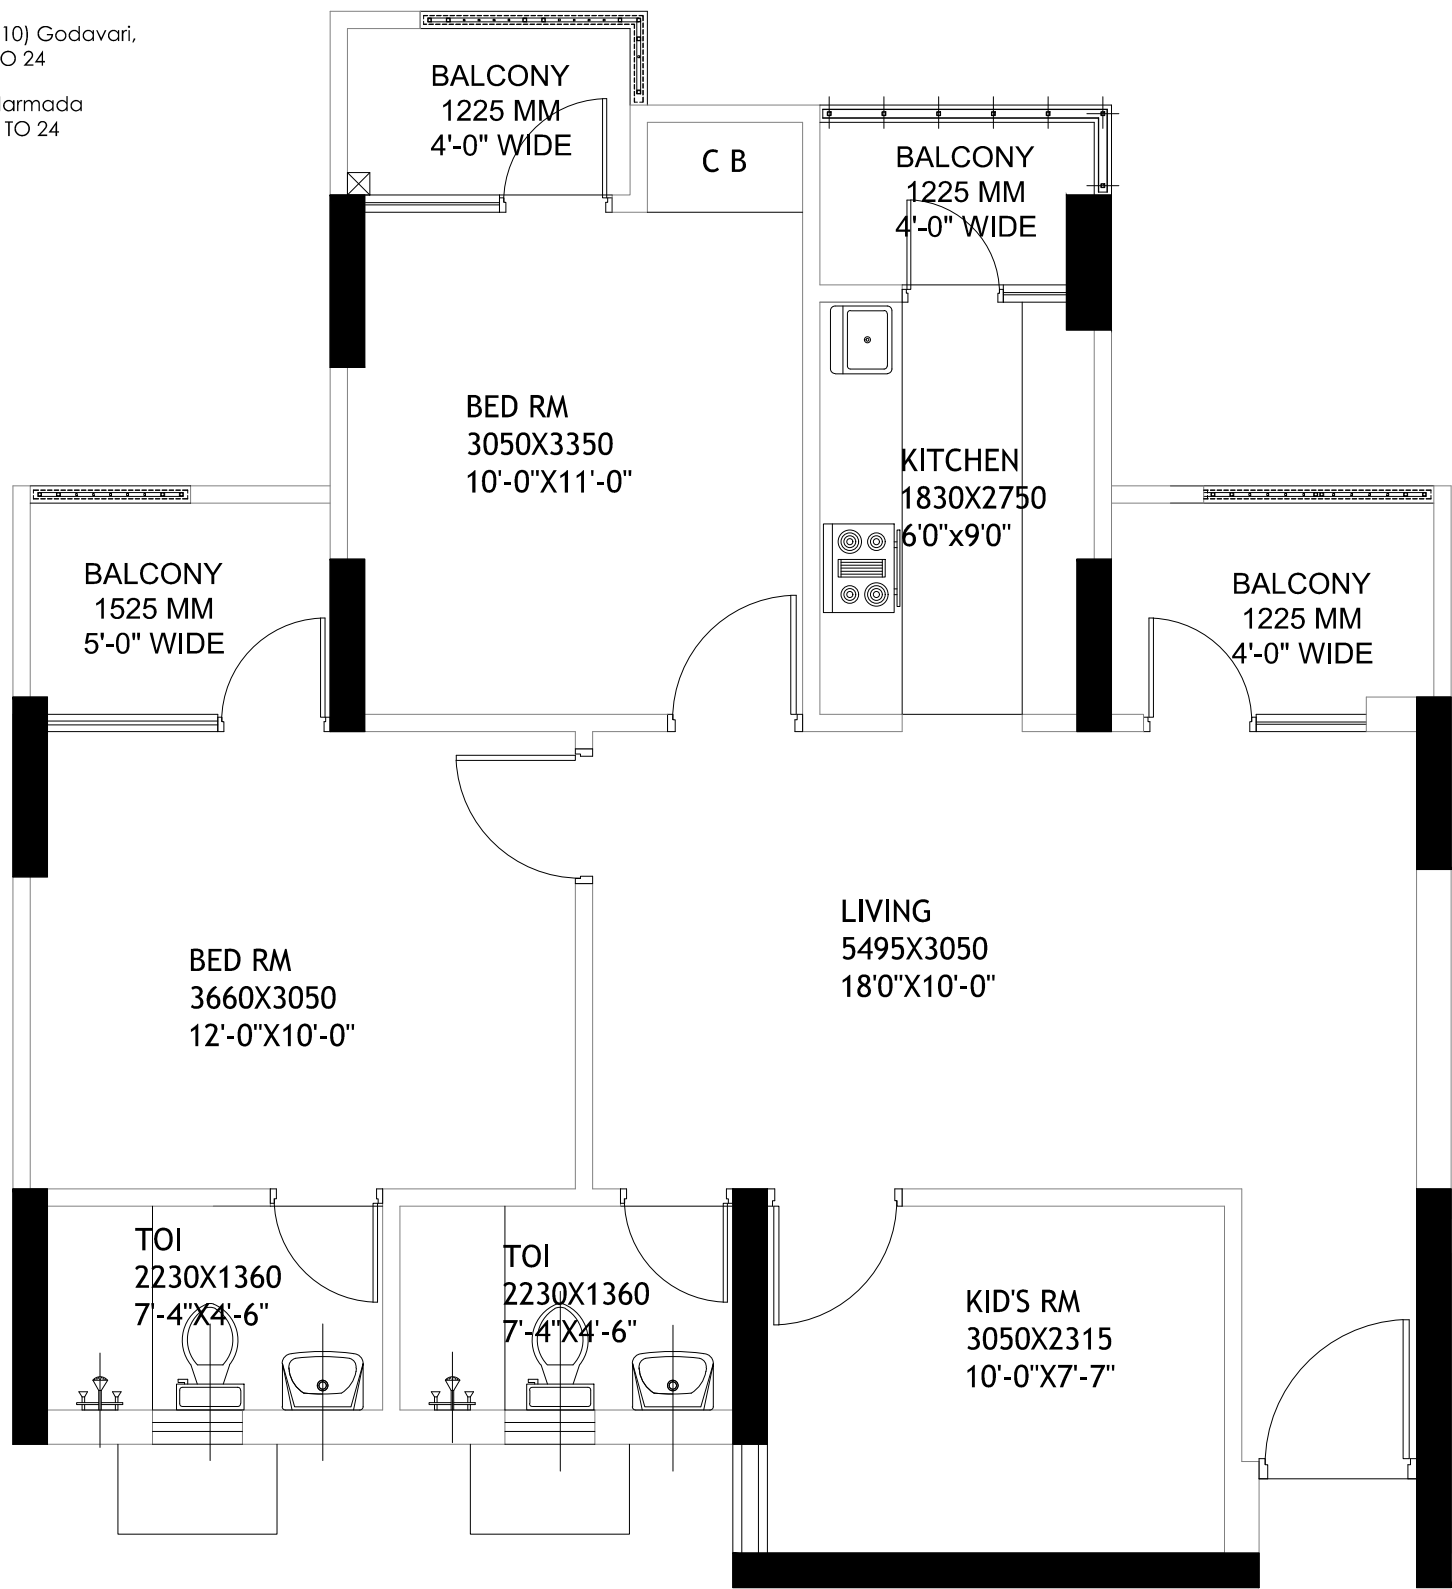 10) Godavari,
O 24
TO 24
BALCONY
1225 MM
4'-0" WIDE
C B
BALCONY
1225 MM
4'-0" WIDE
BED RM
3050X3350
10'-0"X11'-0"
KITCHEN
1830X2750
6'0"x9'0"
BALCONY
1525 MM
5'-0" WIDE
BALCONY
1225 MM
4'-0" WIDE
LIVING
5495X3050
18'0"X10'-0"
BED RM
3660X3050
12'-0"X10'-0"
TOI
2230X1360
7'-4"X4'-6"
TOI
2230X1360
7'-4"X4'-6"
KID'S RM
3050X2315
10'-0"X7'-7"